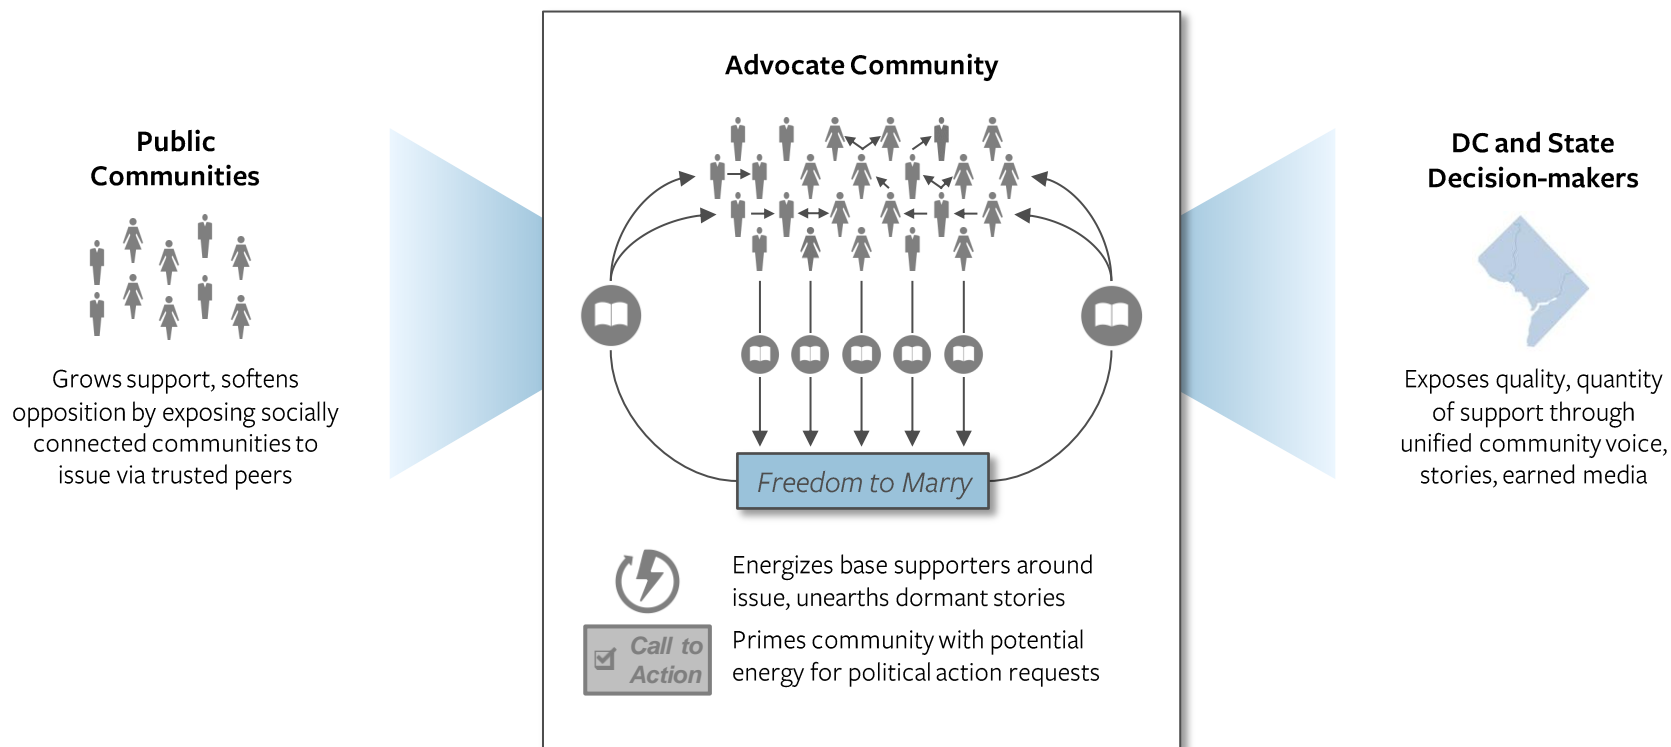 Public
Communities
Grows support, softens
opposition by exposing socially
connected communities to
issue via trusted peers
Advocate Community
Freedom to Marry
Energizes base supporters around
issue, unearths dormant stories
Call to
Action
Primes community with potential
energy for political action requests
DC and State
Decision-makers
Exposes quality, quantity
of support through
unified community voice,
stories, earned media